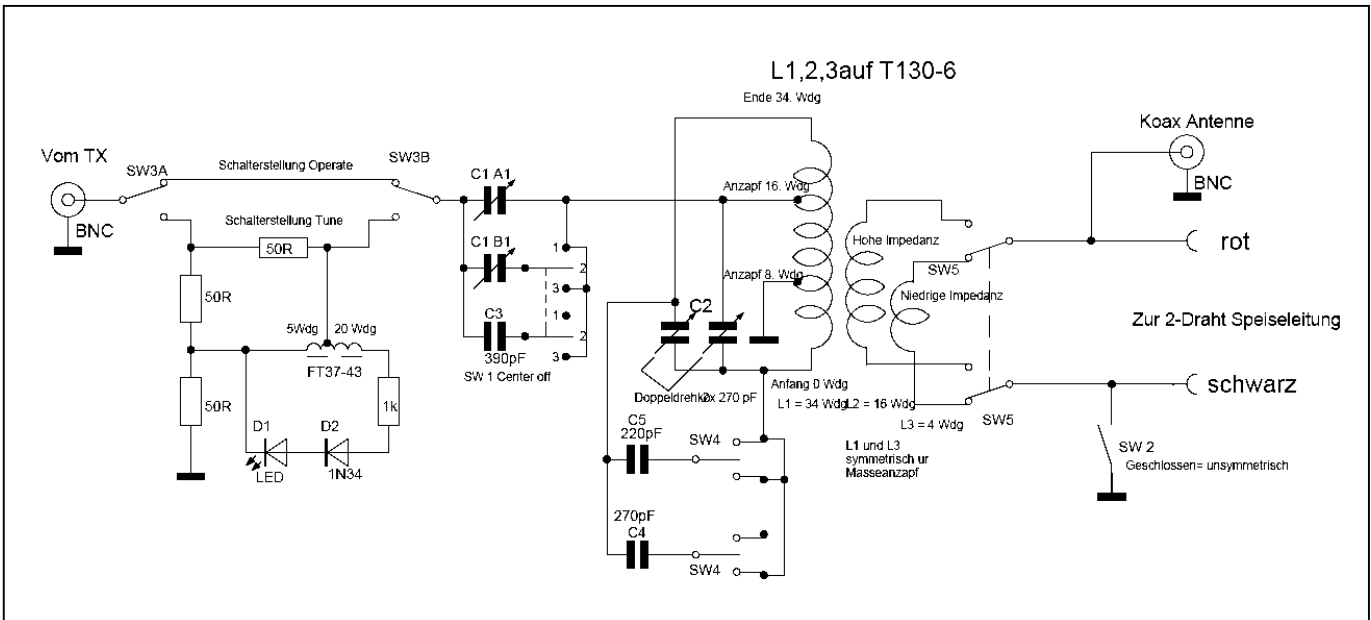 L1,2,3auf T130-6
Ende 34. Wdg
Koax Antenne
BNC
Vom TX
BNC
SW3A
Schalterstellung Operate
SW3B
Schalterstellung Tune
50R
50R
50R
5Wdg
20 Wdg
FT37-43
1k
D1
LED
D2
1N34
C1 A1
C1 B1
C3
390pF
SW 1 Center off
1
2
3
1
2
3
Anzapf 16. Wdg
Anzapf 8. Wdg
C2
Anfang 0 Wdg
L1 = 34 Wdg
L2 = 16 Wdg
L3 = 4 Wdg
L1 und L3
symmetrisch ur
Masseanzapf
C5
220pF
SW4
270pF
C4
SW4
Hohe Impedanz
SW5
Niedrige Impedanz
SW5
rot
Zur 2-Draht Speiseleitung
schwarz
SW 2
Geschlossen= unsymmetrisch
270 pF